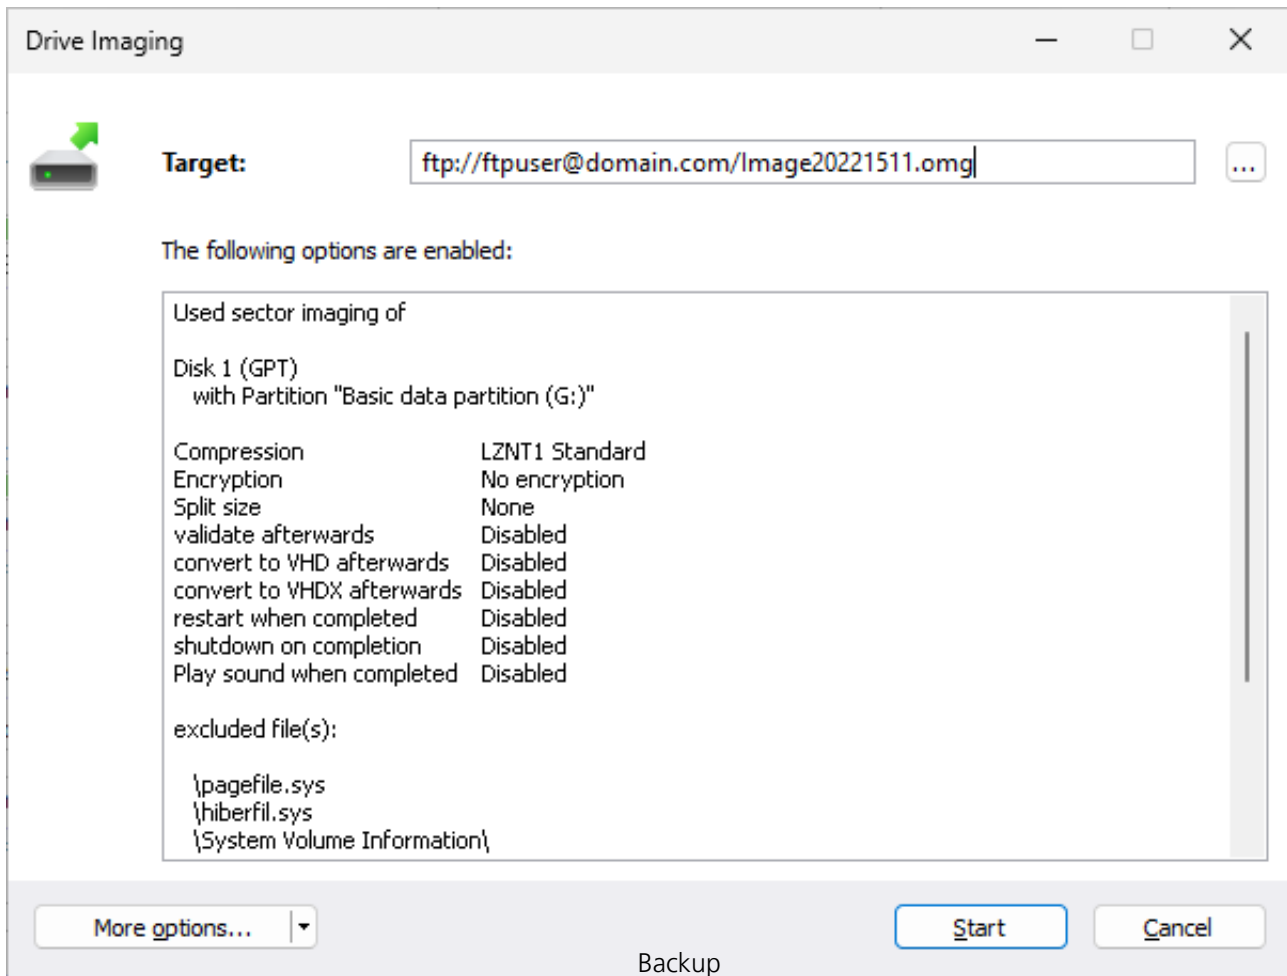 Drive Imaging
Target: ftp://ftpuser@domain.com/Image20221511.omg ...
The following options are enabled:
Used sector imaging of
Disk 1 (GPT)
with Partition "Basic data partition (G:)"
Compression LZNT1 Standard
Encryption No encryption
Split size None
validate afterwards Disabled
convert to VHD afterwards Disabled
convert to VHDX afterwards Disabled
restart when completed Disabled
shutdown on completion Disabled
Play sound when completed Disabled
excluded file(s):
\pagefile.sys
\hiberfil.sys
\System Volume Information\
More options... Start Cancel
Backup